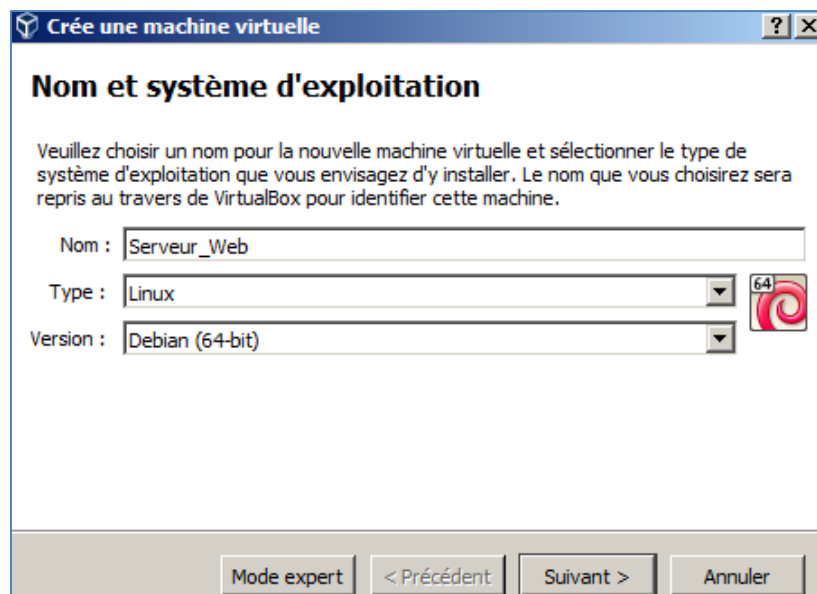 Crée une machine virtuelle
Nom et système d'exploitation
Veuillez choisir un nom pour la nouvelle machine virtuelle et sélectionner le type de
système d'exploitation que vous envisagez d'y installer. Le nom que vous choisirez sera
repris au travers de VirtualBox pour identifier cette machine.
Nom : Serveur_Web
Type : Linux
64
Version : Debian (64-bit)
Mode expert < Précédent Suivant > Annuler